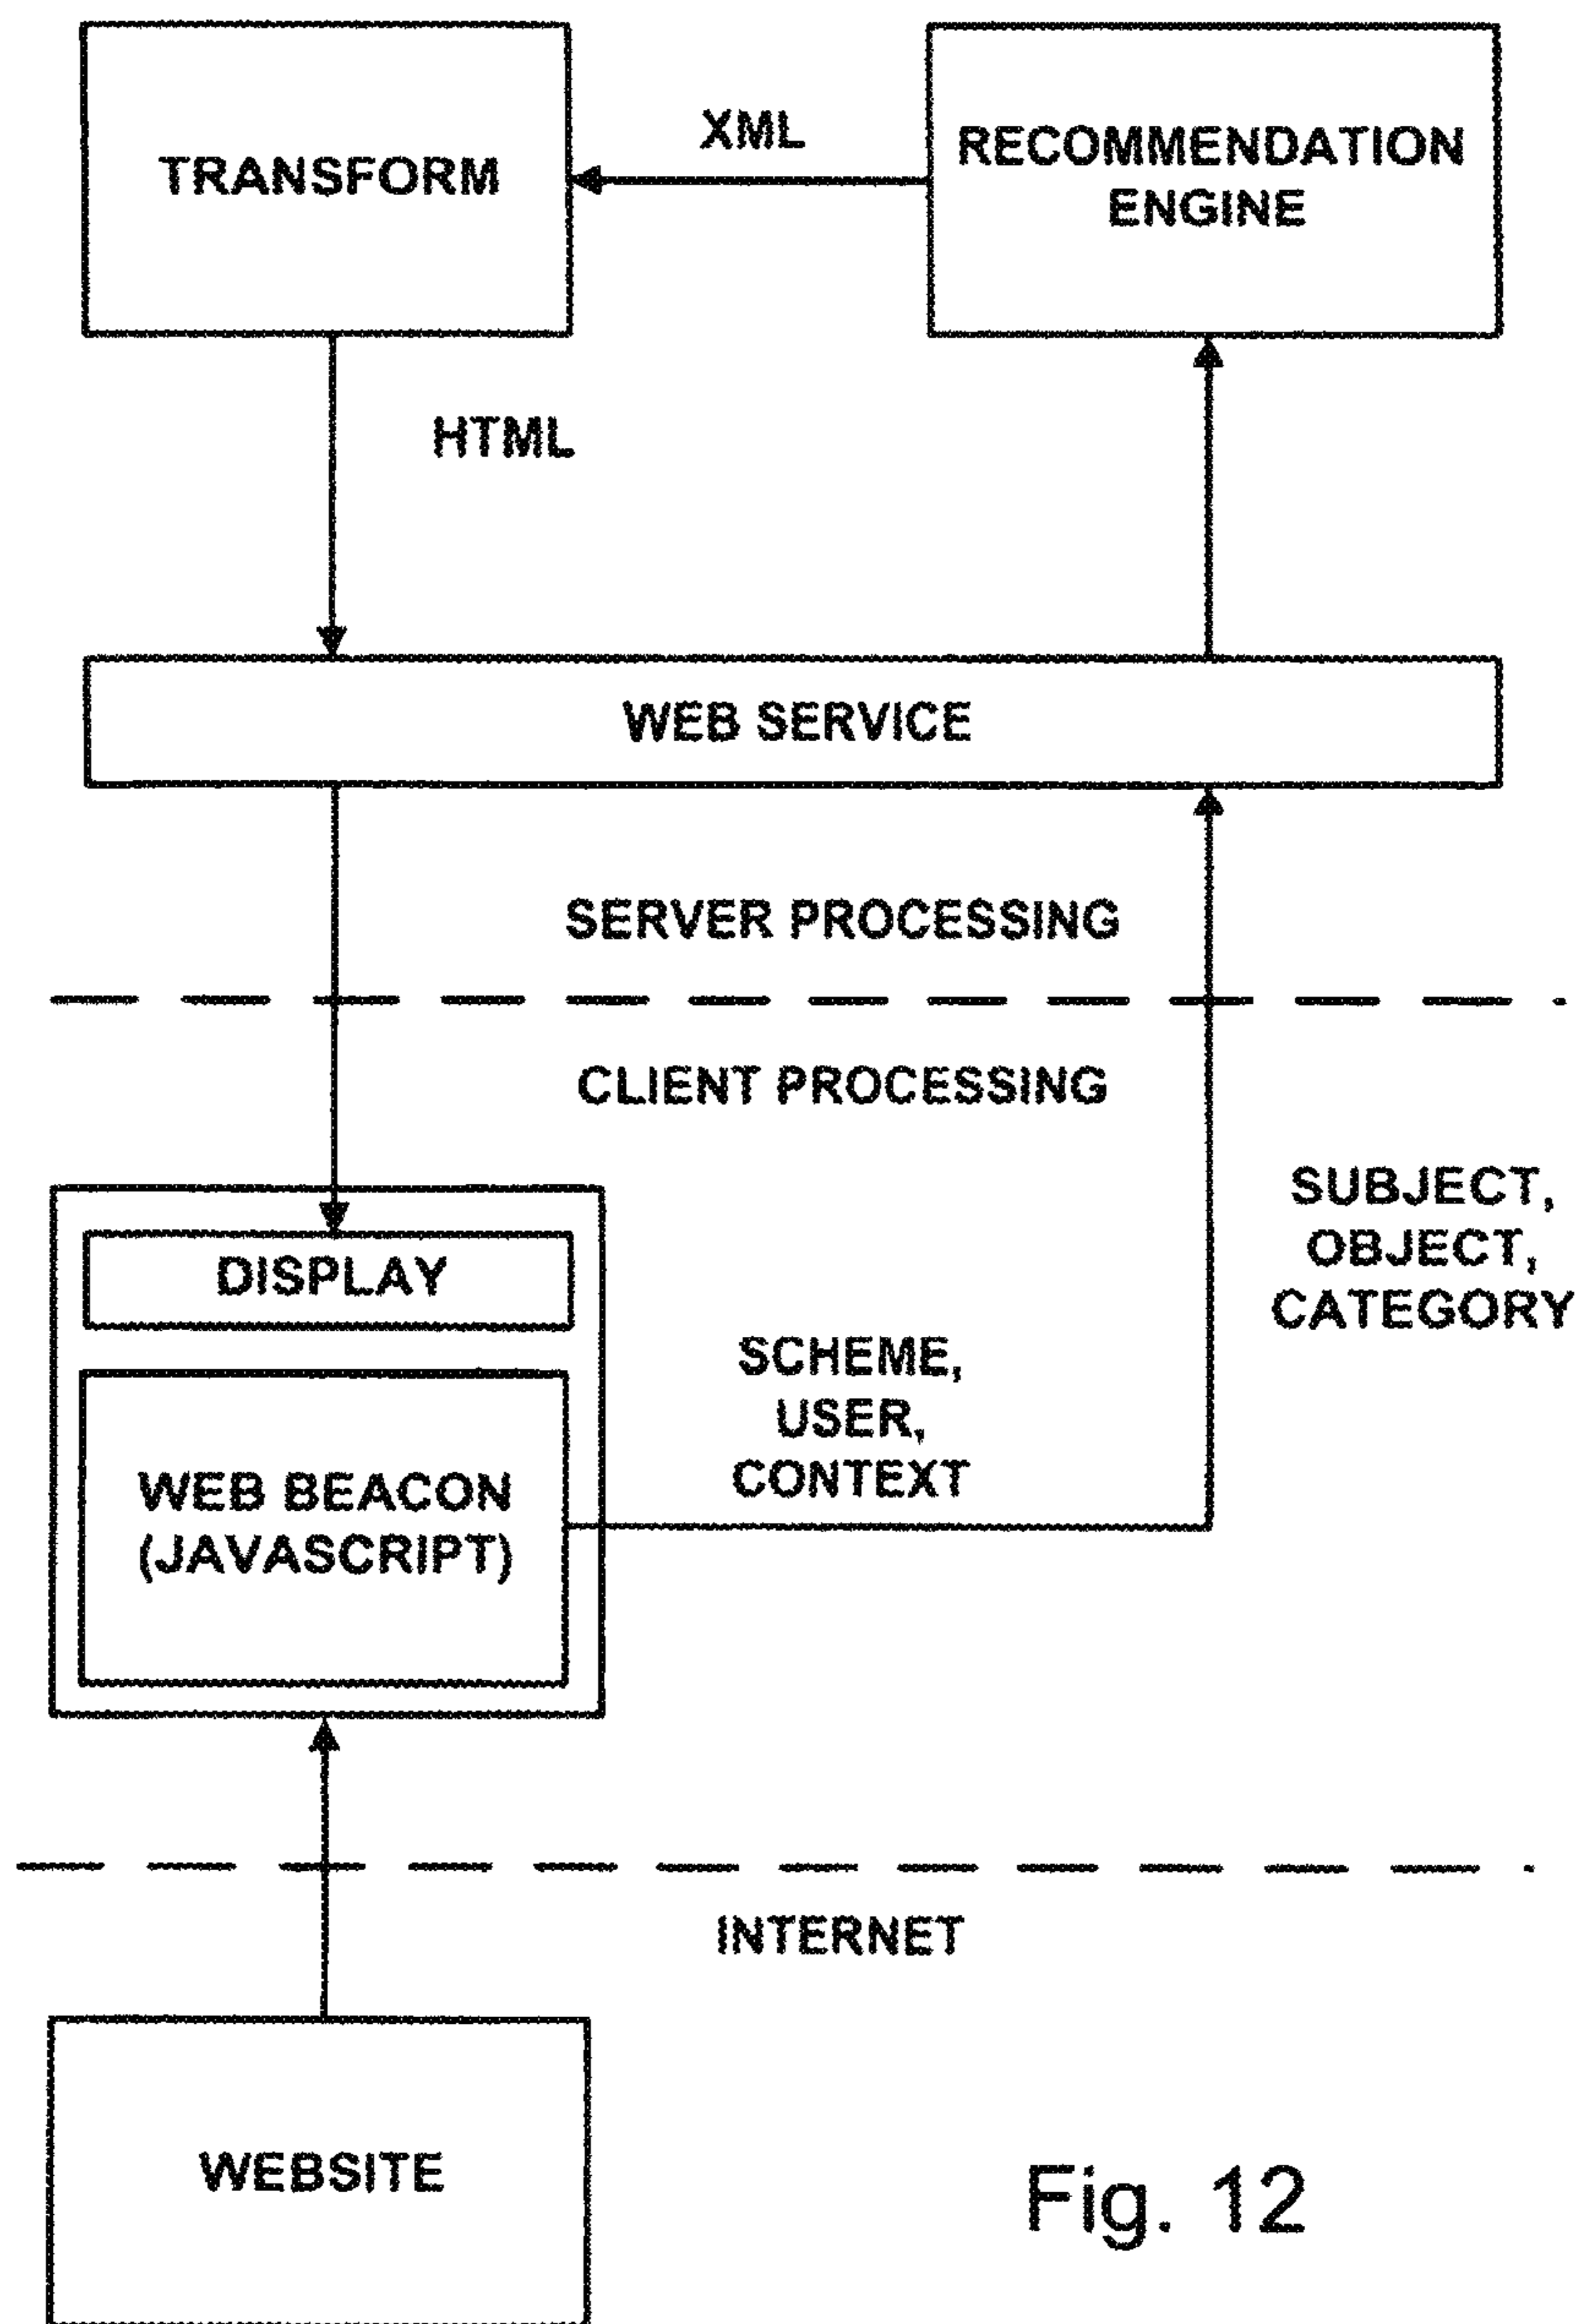 TRANSFORM
XML
RECOMMENDATION
ENGINE
HTML
WEB SERVICE
SERVER PROCESSING
CLIENT PROCESSING
SUBJECT,
OBJECT,
CATEGORY
DISPLAY
SCHEME,
USER,
CONTEXT
WEB BEACON
(JAVASCRIPT)
INTERNET
WEBSITE
Fig. 12